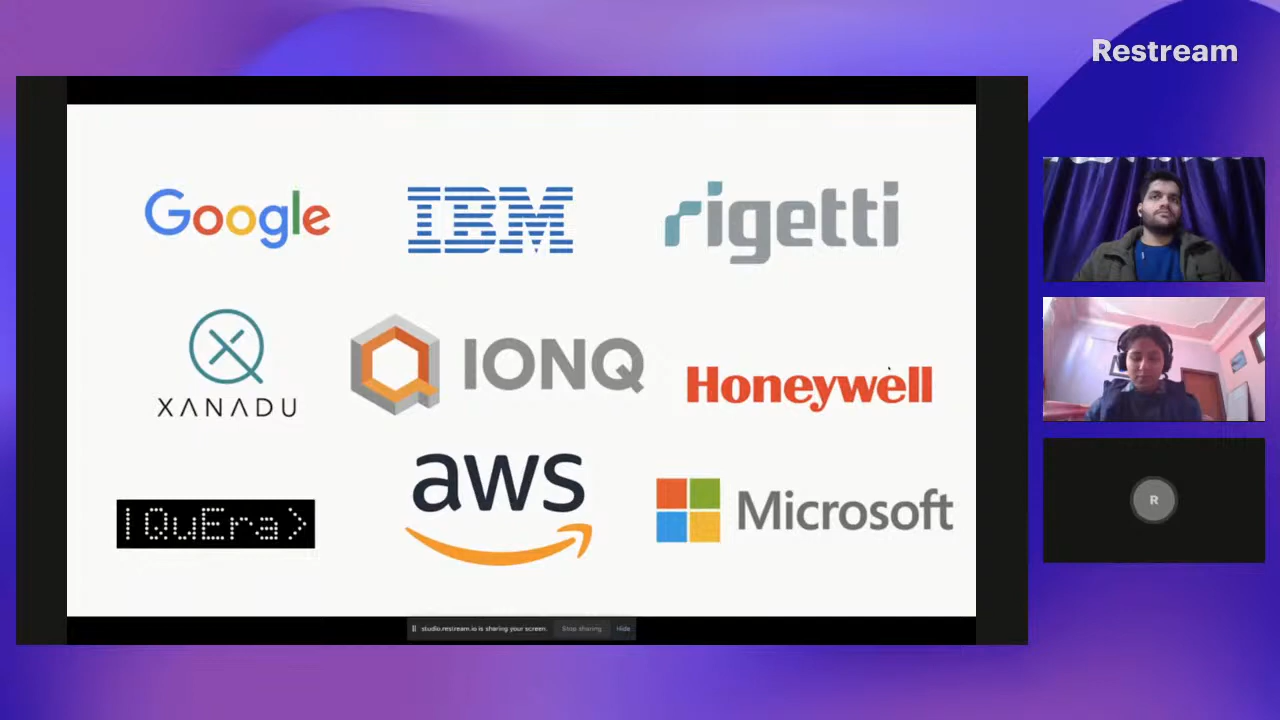 Restream
Google
IBM
rigetti
XANADU
IONQ
Honeywell
|QuEra>
aws
Microsoft
studio.restream.io is sharing your screen.
Stop sharing
Hide
R